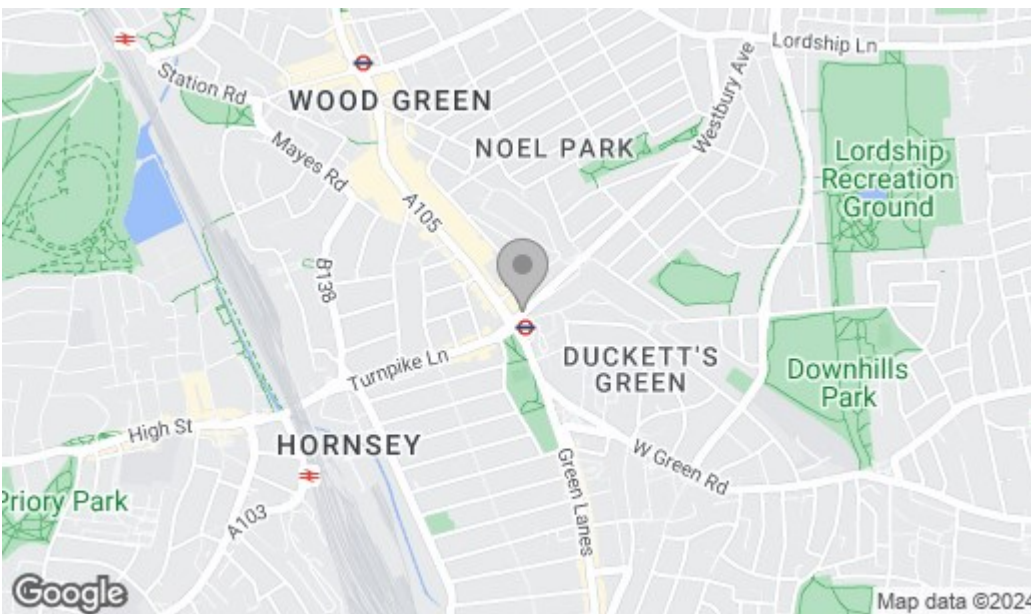 Lordship Ln
Station Rd
WOOD GREEN
Westbury Ave
NOEL PARK
Mayes Rd
Lordship
Recreation
Ground
A105
B138
Turnpike Ln
DUCKETT'S
GREEN
Downhills
Park
High St
HORNSEY
W Green Rd
Green Lanes
Priory Park
A103
Google
Map data ©2024